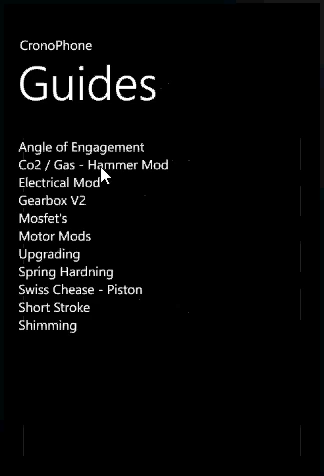 CronoPhone
Guides
Angle of Engagement
Co2 / Gas - Hammer Mod
Electrical Mod
Gearbox V2
Mosfet's
Motor Mods
Upgrading
Spring Hardning
Swiss Chease - Piston
Short Stroke
Shimming